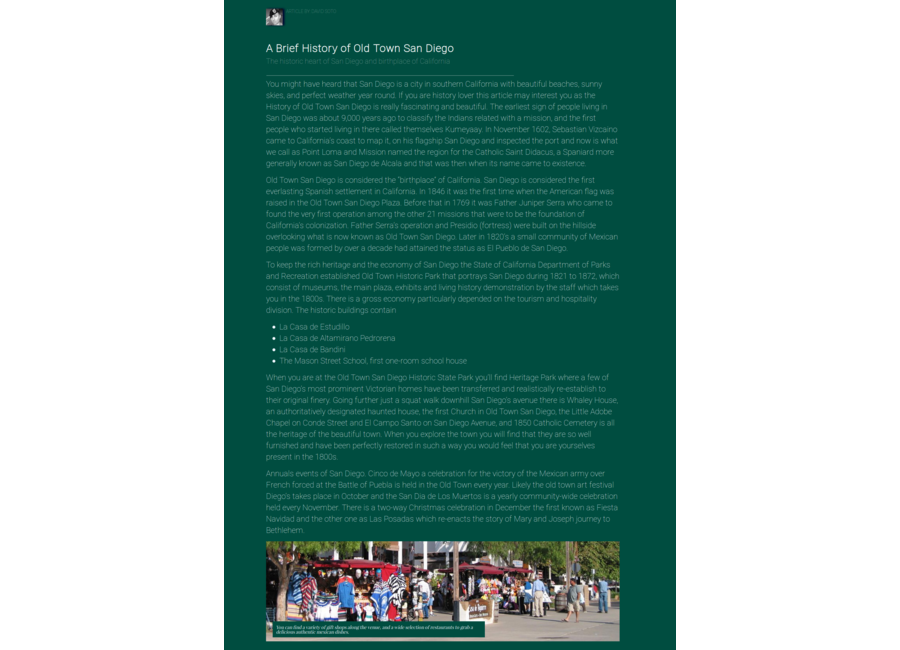 ARTICLE BY
A Brief History of Old Town San Diego
The historic heart of San Diego and birthplace of California
You might have heard that San Diego is a city in southern California with beautiful beaches, sunny
skies, and perfect weather year round. If you are history lover this article may interest you as the
History of Old Town San Diego is really fascinating and beautiful. The earliest sign of people living in
San Diego was about 9,000 years ago to classify the Indians related with a mission, and the first
people who started living in there called themselves Kumeyaay. In November 1602, Sebastian Vizcaino
came to California's coast to map it, on his flagship San Diego and inspected the port and now is what
we call as Point Loma and Mission named the region for the Catholic Saint Didacus, a Spaniard more
generally known as San Diego de Alcala and that was then when its name came to existence.
Old Town San Diego is considered the "birthplace" of California. San Diego is considered the first
everlasting Spanish settlement in California. In 1846 it was the first time when the American flag was
raised in the Old Town San Diego Plaza. Before that in 1769 it was Father Juniper Serra who came to
found the very first operation among the other 21 missions that were to be the foundation of
California's colonization. Father Serra's operation and Presidio (fortress) were built on the hillside
overlooking what is now known as Old Town San Diego. Later in 1820's a small community of Mexican
people was formed by over a decade had attained the status as El Pueblo de San Diego.
To keep the rich heritage and the economy of San Diego the State of California Department of Parks
and Recreation established Old Town Historic Park that portrays San Diego during 1821 to 1872, which
consist of museums, the main plaza, exhibits and living history demonstration by the staff which takes
you in the 1800s. There is a gross economy particularly depended on the tourism and hospitality
division. The historic buildings contain
La Casa de Estudillo
La Casa de Altamirano Pedrorena
La Casa de Bandini
The Mason Street School, first one-room school house
When you are at the Old Town San Diego Historic State Park you'll find Heritage Park where a few of
San Diego's most prominent Victorian homes have been transferred and realistically re-establish to
their original finery. Going further just a squat walk downhill San Diego's avenue there is Whaley House,
an authoritatively designated haunted house, the first Church in Old Town San Diego, the Little Adobe
Chapel on Conde Street and El Campo Santo on San Diego Avenue, and 1850 Catholic Cemetery is all
the heritage of the beautiful town. When you explore the town you will find that they are so well
furnished and have been perfectly restored in such a way you would feel that you are yourselves
present in the 1800s.
Annuals events of San Diego. Cinco de Mayo a celebration for the victory of the Mexican army over
French forced at the Battle of Puebla is held in the Old Town every year. Likely the old town art festival
Diego's takes place in October and the San Dia de Los Muertos is a yearly community-wide celebration
held every November. There is a two-way Christmas celebration in December the first known as Fiesta
Navidad and the other one as Las Posadas which re-enacts the story of Mary and Joseph journey to
Bethlehem.
You can find a variety of gift shops along the venue, and a wide selection of restaurants to grab a
delicious authentic mexican dishes.